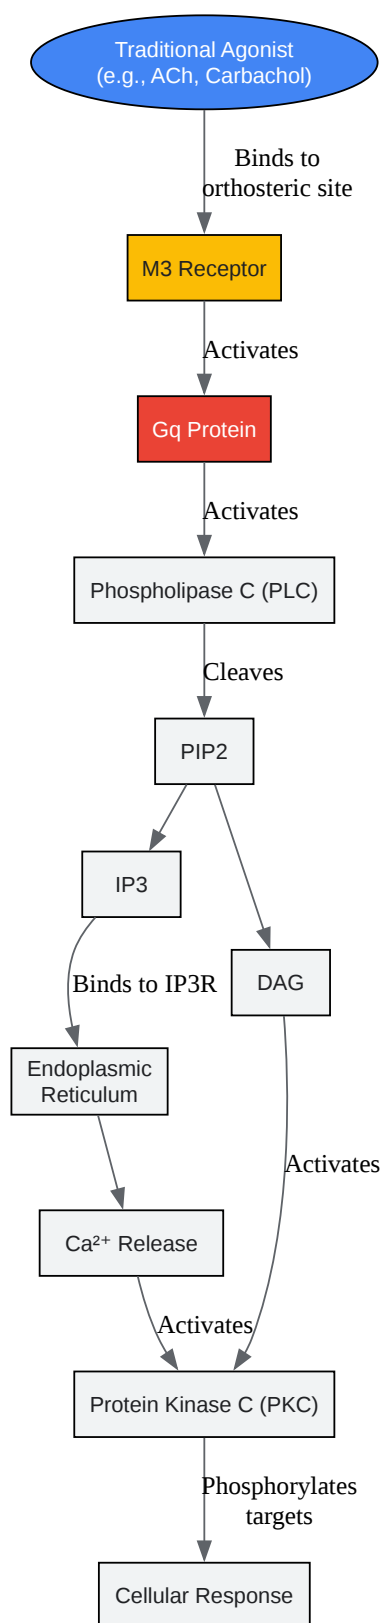 Traditional Agonist
(e.g., ACh, Carbachol)
Binds to
orthosteric site
M3 Receptor
Activates
Gq Protein
Activates
Phospholipase C (PLC)
Cleaves
PIP2
IP3
Binds to IP3R
DAG
Endoplasmic
Reticulum
Activates
Ca²⁺ Release
Activates
Protein Kinase C (PKC)
Phosphorylates
targets
Cellular Response